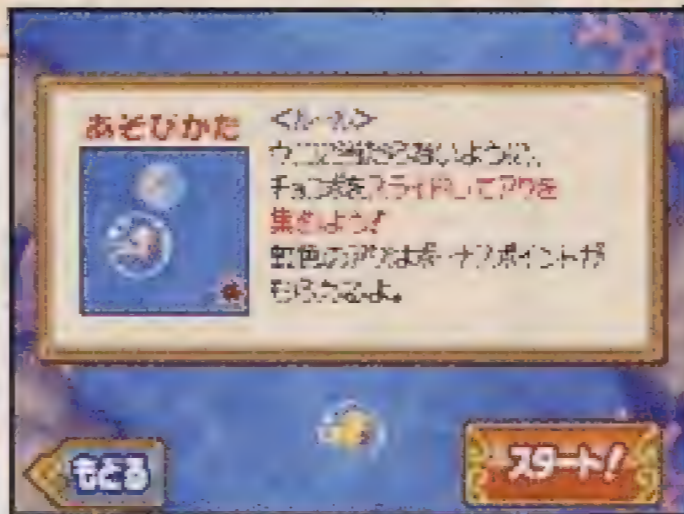 あそびかた
<ルール>
ウニに当たらないように、
チョコボをスライドしてアワを
集めよう!
虹色のアワはボーナスポイントが
もらえるよ。
もどる
スタート!